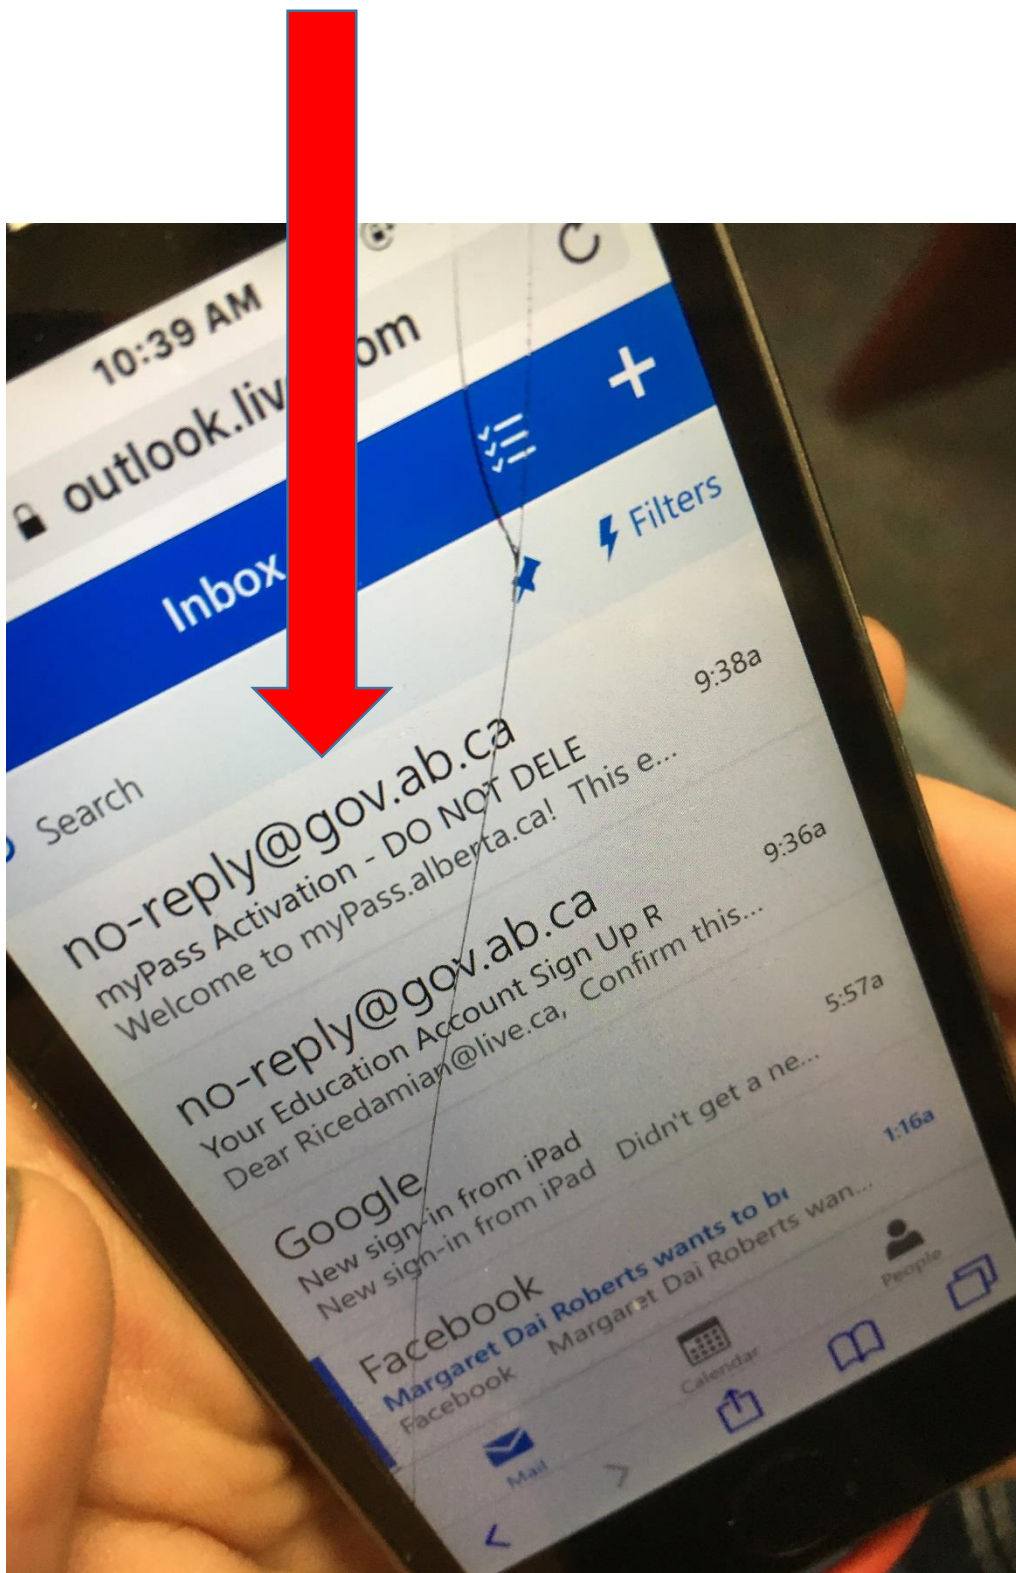 10:39 AM
outlook.liv om
Inbox
Filters
Search
no-reply@gov.ab.ca 9:38a
myPass Activation - DO NOT DELE
Welcome to myPass.alberta.ca! This e...
no-reply@gov.ab.ca 9:36a
Your Education Account Sign Up R
Dear Ricedamian@live.ca, Confirm this...
Google 5:57a
New sign-in from iPad
New sign-in from iPad Didn't get a ne...
Facebook 1:16a
Margaret Dai Roberts wants to be
Facebook Margaret Dai Roberts wan...
Mail Calendar People